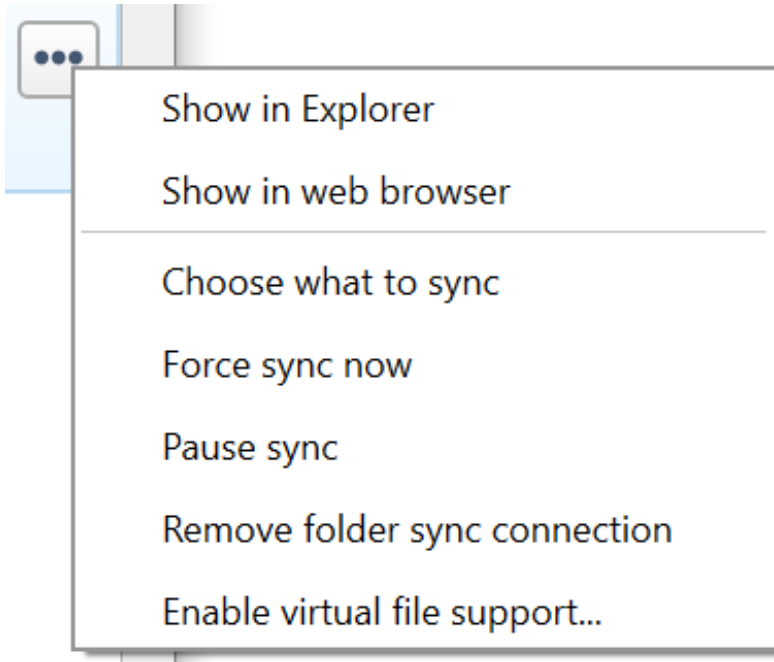 Show in Explorer
Show in web browser
Choose what to sync
Force sync now
Pause sync
Remove folder sync connection
Enable virtual file support...